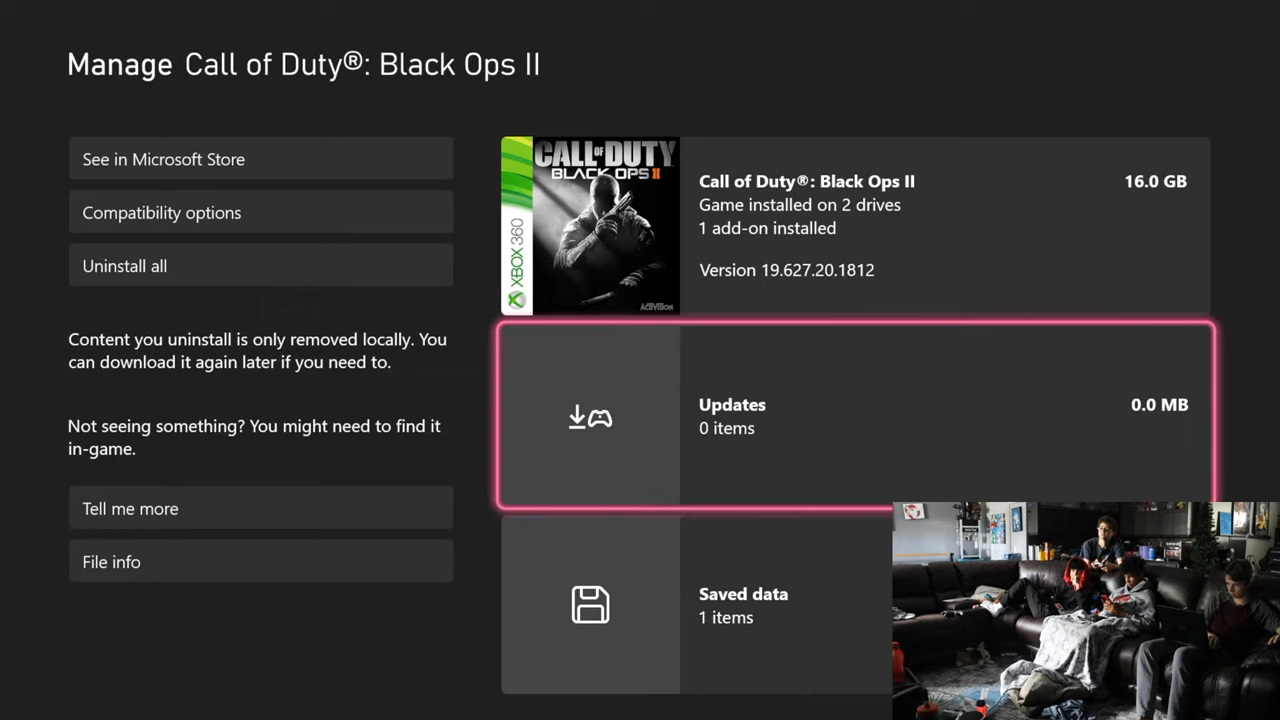 Manage Call of Duty®: Black Ops II
See in Microsoft Store
Compatibility options
Uninstall all
Content you uninstall is only removed locally. You
can download it again later if you need to.
Not seeing something? You might need to find it
in-game.
Tell me more
File info
XBOX 360
CALL OF DUTY
BLACK OPS II
ACTIVISION
Call of Duty®: Black Ops II
16.0 GB
Game installed on 2 drives
1 add-on installed
Version 19.627.20.1812
Updates
0.0 MB
0 items
Saved data
1 items